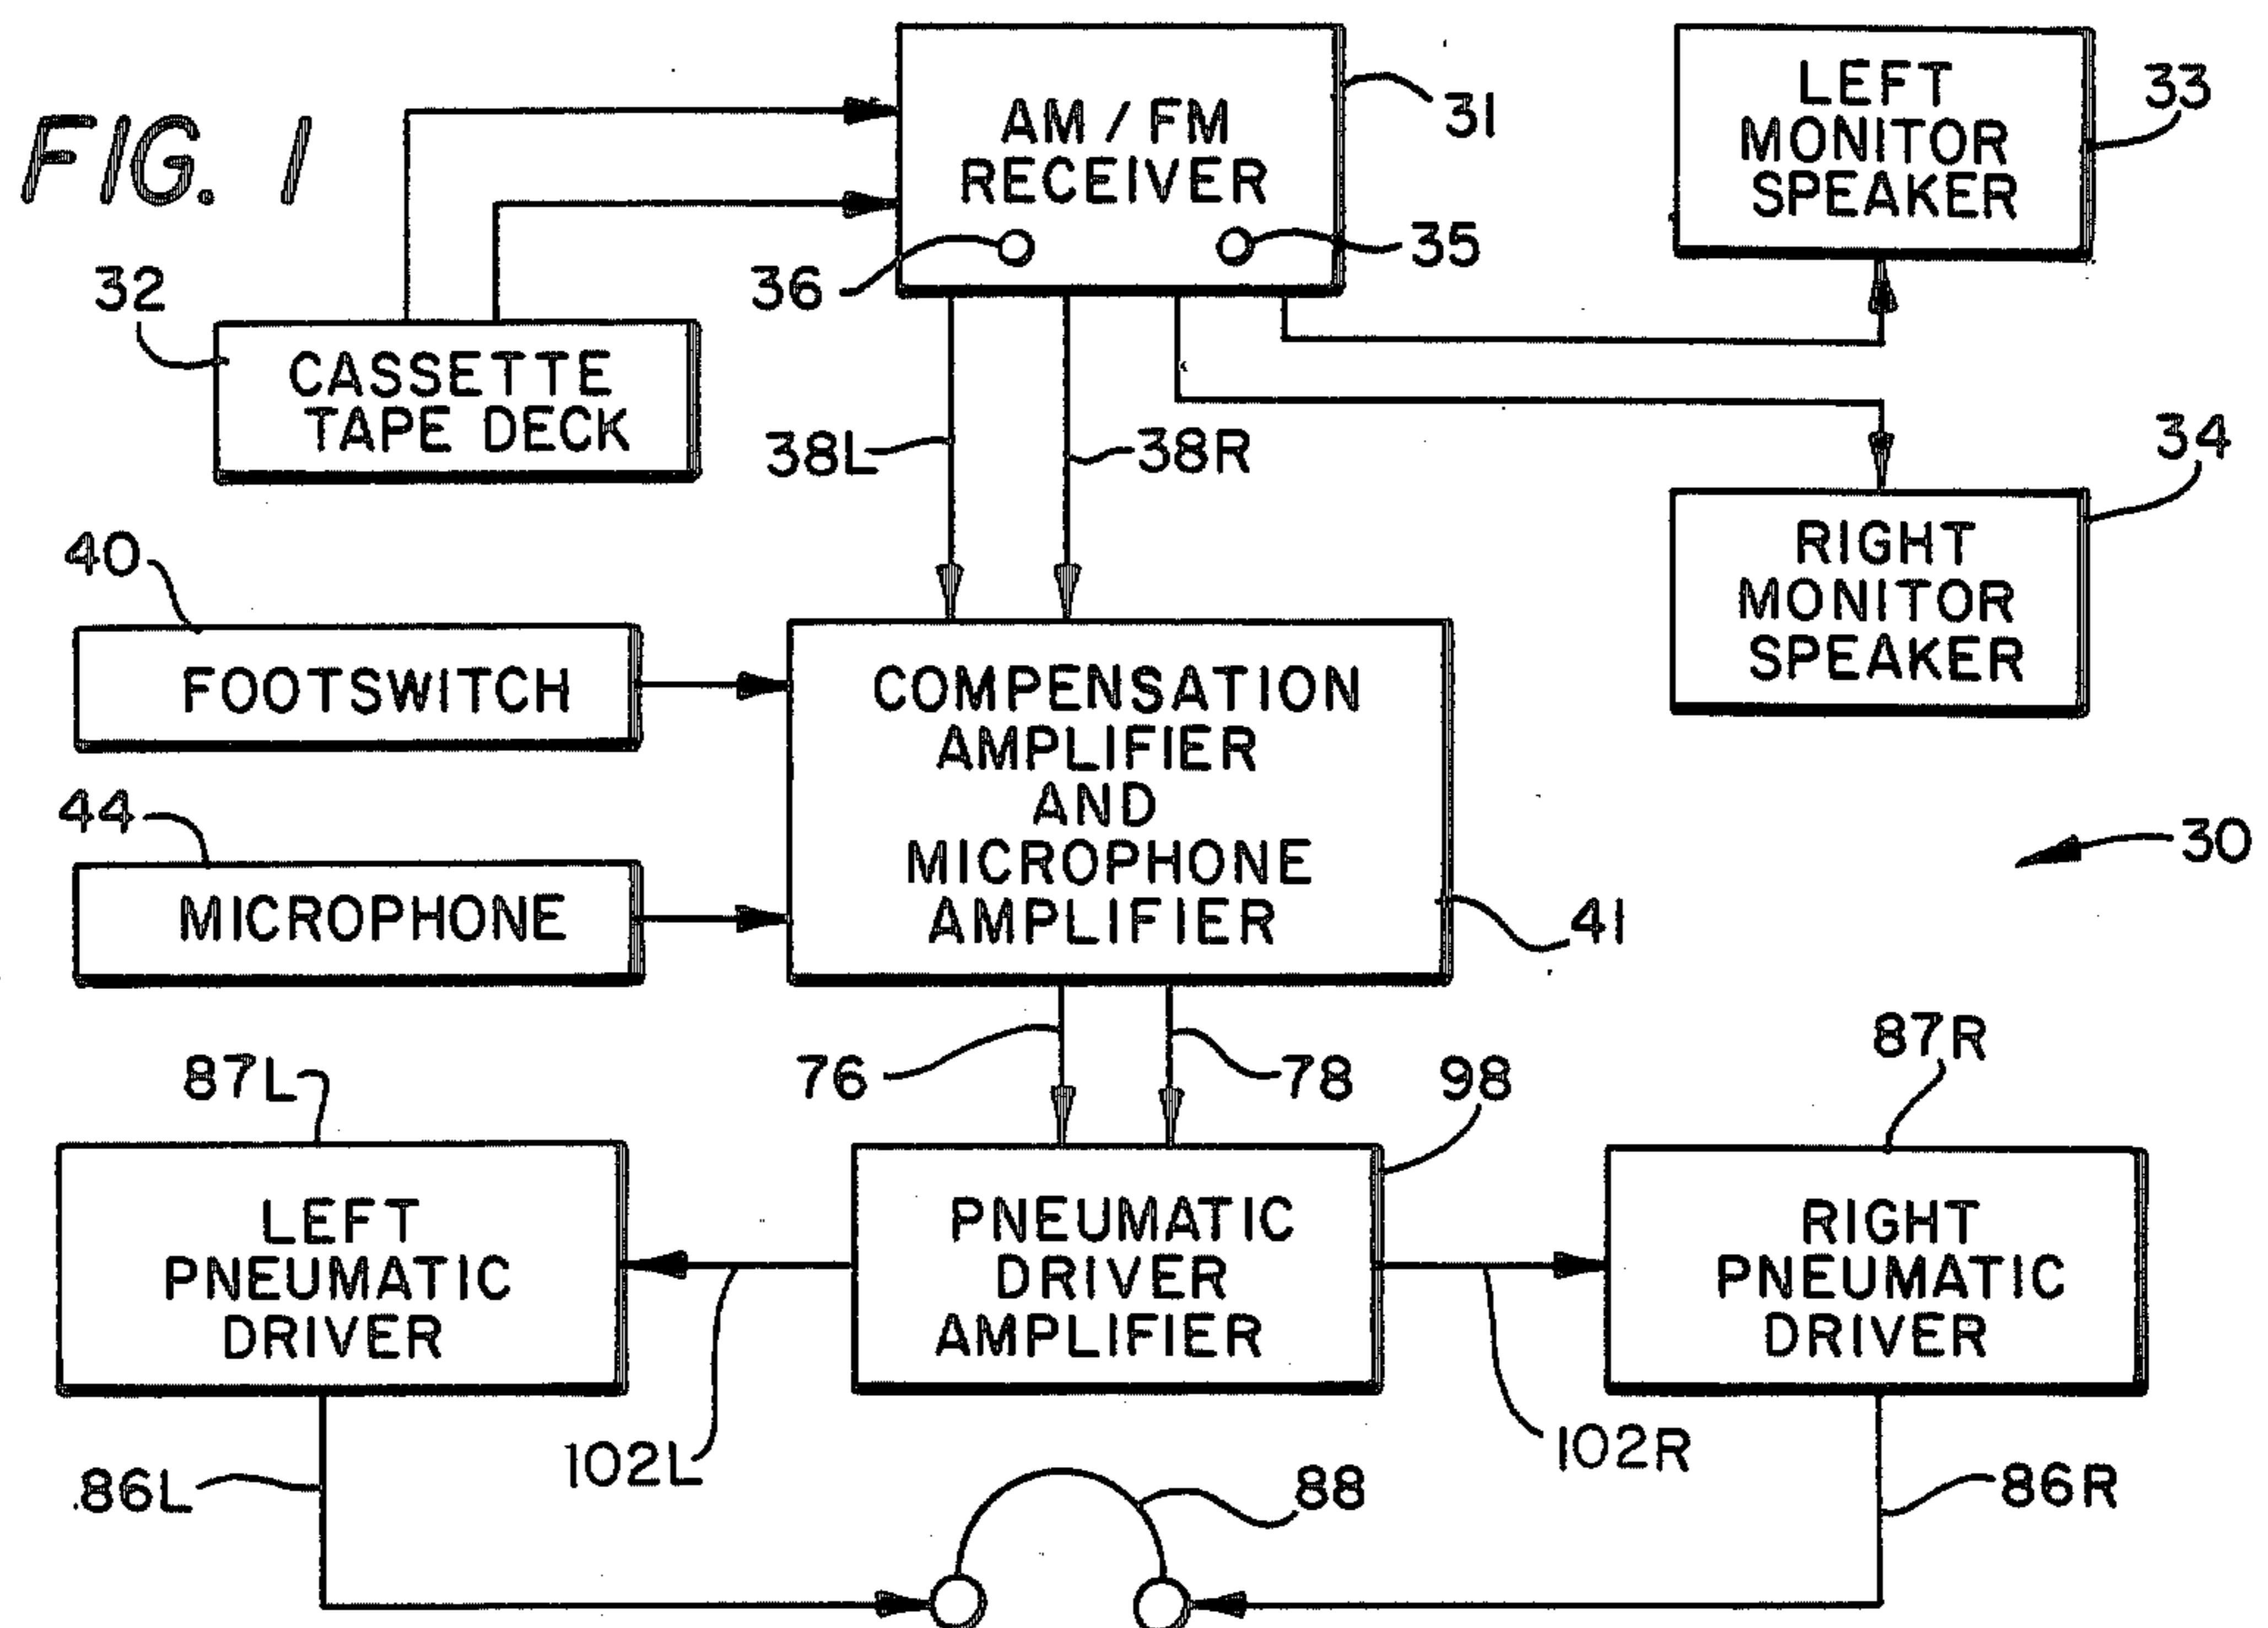 FIG. 1
AM / FM
RECEIVER
31
36
35
LEFT
MONITOR
SPEAKER
33
32
CASSETTE
TAPE DECK
38L
38R
34
RIGHT
MONITOR
SPEAKER
40
FOOTSWITCH
44
MICROPHONE
COMPENSATION
AMPLIFIER
AND
MICROPHONE
AMPLIFIER
41
30
76
78
87L
LEFT
PNEUMATIC
DRIVER
98
PNEUMATIC
DRIVER
AMPLIFIER
87R
RIGHT
PNEUMATIC
DRIVER
102L
102R
86L
88
86R